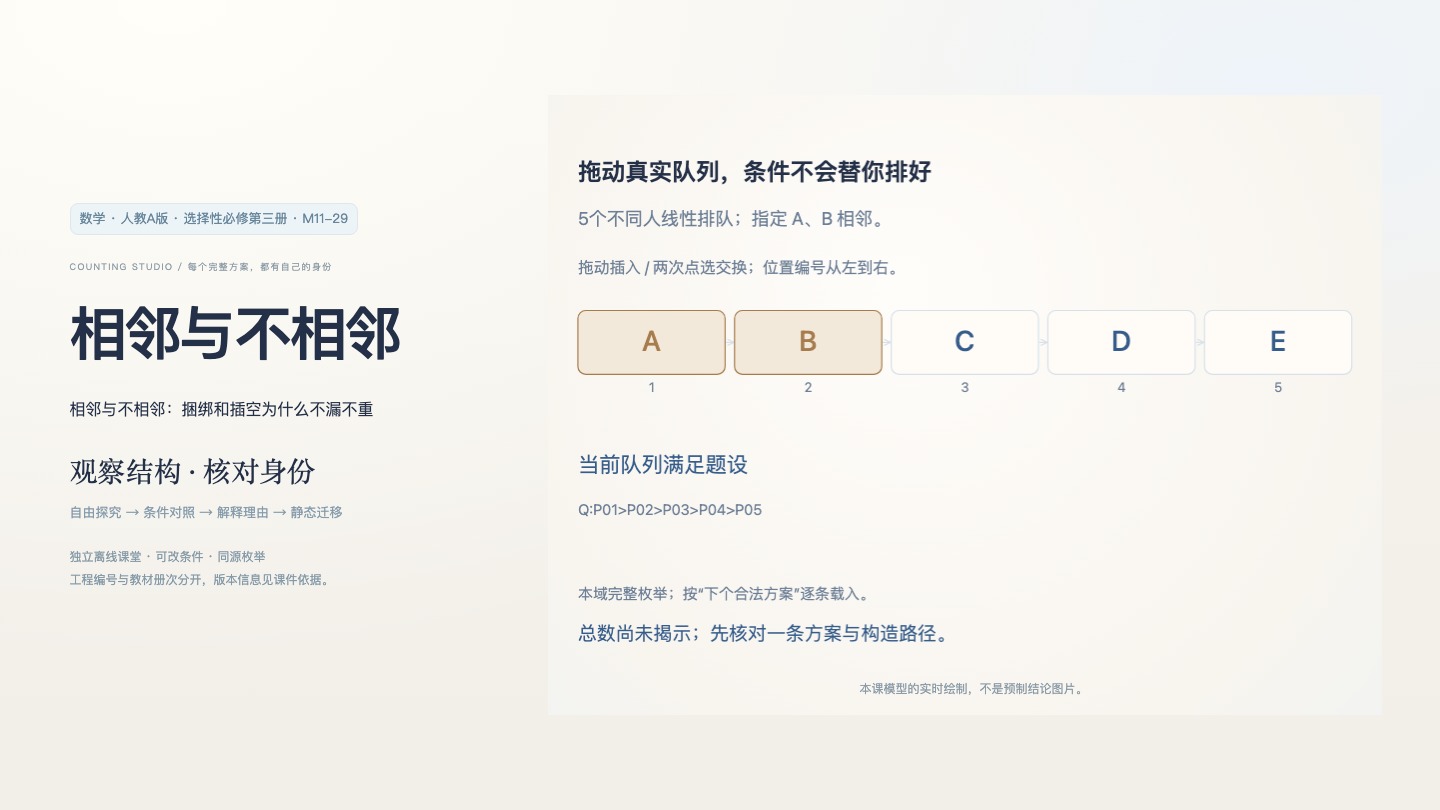 数学 · 人教A版 · 选择性必修第三册 · M11–29
COUNTING STUDIO / 每个完整方案，都有自己的身份
相邻与不相邻
相邻与不相邻：捆绑和插空为什么不漏不重
观察结构 · 核对身份
自由探究 → 条件对照 → 解释理由 → 静态迁移
独立离线课堂 · 可改条件 · 同源枚举
工程编号与教材册次分开，版本信息见课件依据。
拖动真实队列，条件不会替你排好
5个不同人线性排队；指定 A、B 相邻。
拖动插入 / 两次点选交换；位置编号从左到右。
A B C D E
1 2 3 4 5
当前队列满足题设
Q:P01>P02>P03>P04>P05
本域完整枚举；按“下个合法方案”逐条载入。
总数尚未揭示；先核对一条方案与构造路径。
本课模型的实时绘制，不是预制结论图片。